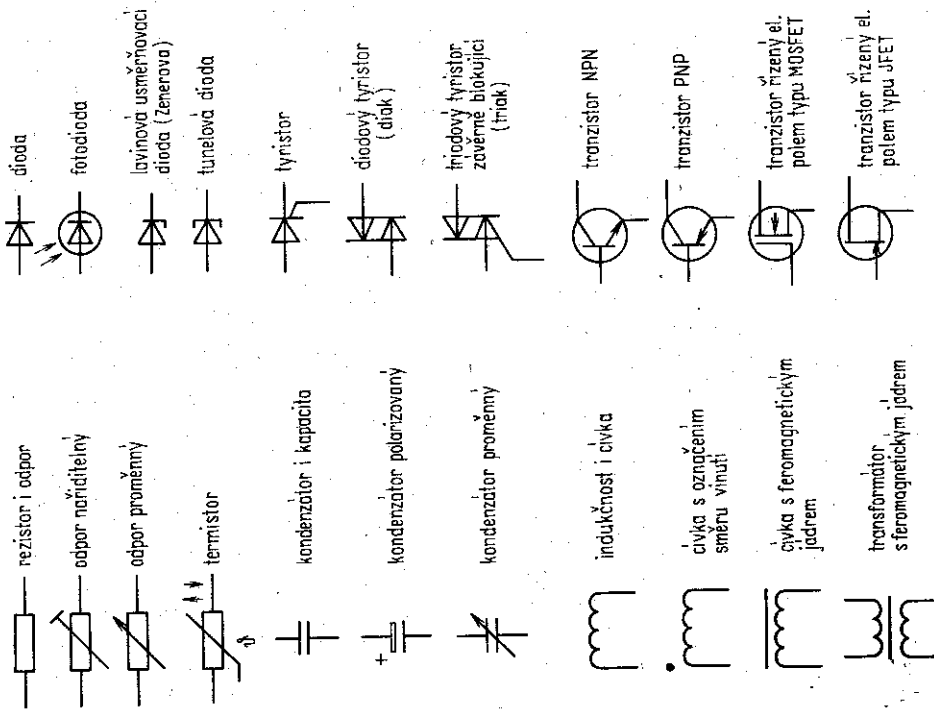 rezistor i odpor
odpor nařiditelný
odpor proměnný
termistor
ϑ
kondenzátor i kapacita
kondenzátor polarizovaný
+
kondenzátor proměnný
indukčnost i cívka
cívka s označením
směru vinutí
cívka s feromagnetickým
jádrem
transformátor
s feromagnetickým jádrem
dioda
fotodioda
lavinová usměrňovací
dioda (Zenerova)
tunelová dioda
tyristor
diodový tyristor
(diak)
triodový tyristor
závěrně blokující
(triak)
tranzistor NPN
tranzistor PNP
tranzistor řízený el.
polem typu MOSFET
tranzistor řízený el.
polem typu JFET